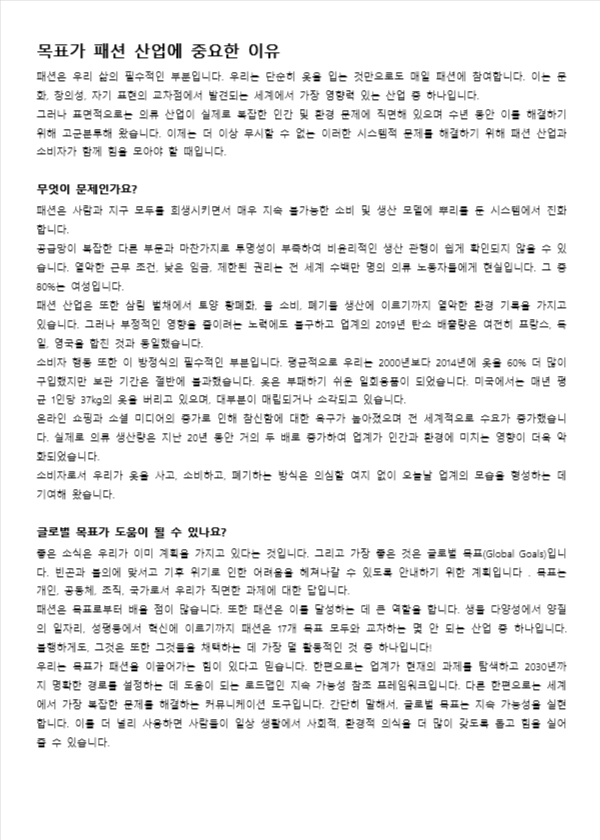 목표가 패션 산업에 중요한 이유
패션은 우리 삶의 필수적인 부분입니다. 우리는 단순히 옷을 입는 것만으로도 매일 패션에 참여합니다. 이는 문
화, 창의성, 자기 표현의 교차점에서 발견되는 세계에서 가장 영향력 있는 산업 중 하나입니다.
그러나 표면적으로는 의류 산업이 실제로 복잡한 인간 및 환경 문제에 직면해 있으며 수년 동안 이를 해결하기
위해 고군분투해 왔습니다. 이제는 더 이상 무시할 수 없는 이러한 시스템적 문제를 해결하기 위해 패션 산업과
소비자가 함께 힘을 모아야 할 때입니다.
무엇이 문제인가요?
패션은 사람과 지구 모두를 희생시키면서 매우 지속 불가능한 소비 및 생산 모델에 뿌리를 둔 시스템에서 진화
합니다.
공급망이 복잡한 다른 부문과 마찬가지로 투명성이 부족하여 비윤리적인 생산 관행이 쉽게 확인되지 않을 수 있
습니다. 열악한 근무 조건, 낮은 임금, 제한된 권리는 전 세계 수백만 명의 의류 노동자들에게 현실입니다. 그 중
80%는 여성입니다.
패션 산업은 또한 삼림 벌채에서 토양 황폐화, 물 소비, 폐기물 생산에 이르기까지 열악한 환경 기록을 가지고
있습니다. 그러나 부정적인 영향을 줄이려는 노력에도 불구하고 업계의 2019년 탄소 배출량은 여전히 프랑스, 독
일, 영국을 합친 것과 동일했습니다.
소비자 행동 또한 이 방정식의 필수적인 부분입니다. 평균적으로 우리는 2000년보다 2014년에 옷을 60% 더 많이
구입했지만 보관 기간은 절반에 불과했습니다. 옷은 부패하기 쉬운 일회용품이 되었습니다. 미국에서는 매년 평
균 1인당 37kg의 옷을 버리고 있으며, 대부분이 매립되거나 소각되고 있습니다.
온라인 쇼핑과 소셜 미디어의 증가로 인해 참신함에 대한 욕구가 높아졌으며 전 세계적으로 수요가 증가했습니
다. 실제로 의류 생산량은 지난 20년 동안 거의 두 배로 증가하여 업계가 인간과 환경에 미치는 영향이 더욱 악
화되었습니다.
소비자로서 우리가 옷을 사고, 소비하고, 폐기하는 방식은 의심할 여지 없이 오늘날 업계의 모습을 형성하는 데
기여해 왔습니다.
글로벌 목표가 도움이 될 수 있나요?
좋은 소식은 우리가 이미 계획을 가지고 있다는 것입니다. 그리고 가장 좋은 것은 글로벌 목표(Global Goals)입니
다. 빈곤과 불의에 맞서고 기후 위기로 인한 어려움을 헤쳐나갈 수 있도록 안내하기 위한 계획입니다 . 목표는
개인, 공동체, 조직, 국가로서 우리가 직면한 과제에 대한 답입니다.
패션은 목표로부터 배울 점이 많습니다. 또한 패션은 이를 달성하는 데 큰 역할을 합니다. 생물 다양성에서 양질
의 일자리, 성평등에서 혁신에 이르기까지 패션은 17개 목표 모두와 교차하는 몇 안 되는 산업 중 하나입니다.
불행하게도, 그것은 또한 그것들을 채택하는 데 가장 덜 활동적인 것 중 하나입니다!
우리는 목표가 패션을 이끌어가는 힘이 있다고 믿습니다. 한편으로는 업계가 현재의 과제를 탐색하고 2030년까
지 명확한 경로를 설정하는 데 도움이 되는 로드맵인 지속 가능성 참조 프레임워크입니다. 다른 한편으로는 세계
에서 가장 복잡한 문제를 해결하는 커뮤니케이션 도구입니다. 간단히 말해서, 글로벌 목표는 지속 가능성을 실현
합니다. 이를 더 널리 사용하면 사람들이 일상 생활에서 사회적, 환경적 의식을 더 많이 갖도록 돕고 힘을 실어
줄 수 있습니다.